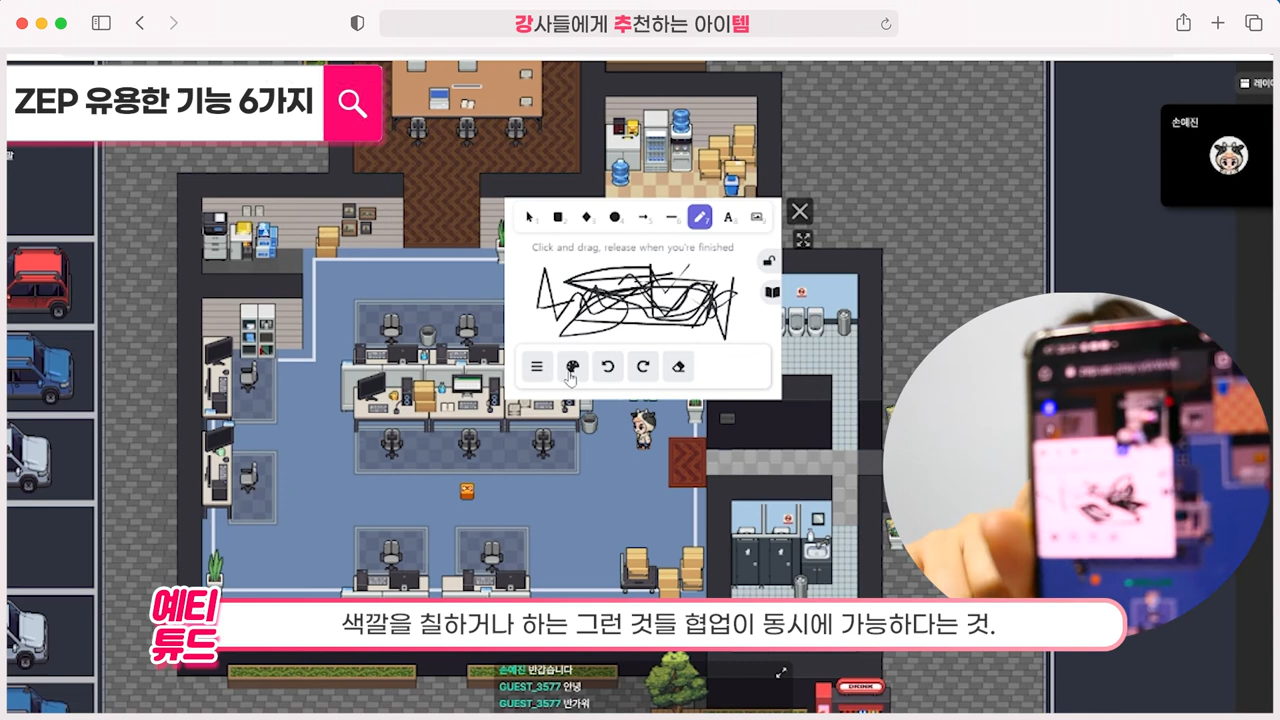 강사들에게 추천하는 아이템
ZEP 유용한 기능 6가지
손예진
Click and drag, release when you're finished
예티
튜드
색깔을 칠하거나 하는 그런 것들 협업이 동시에 가능하다는 것.
손예진 반갑습니다
GUEST_3577 안녕
GUEST_3577 반가워
DRINK